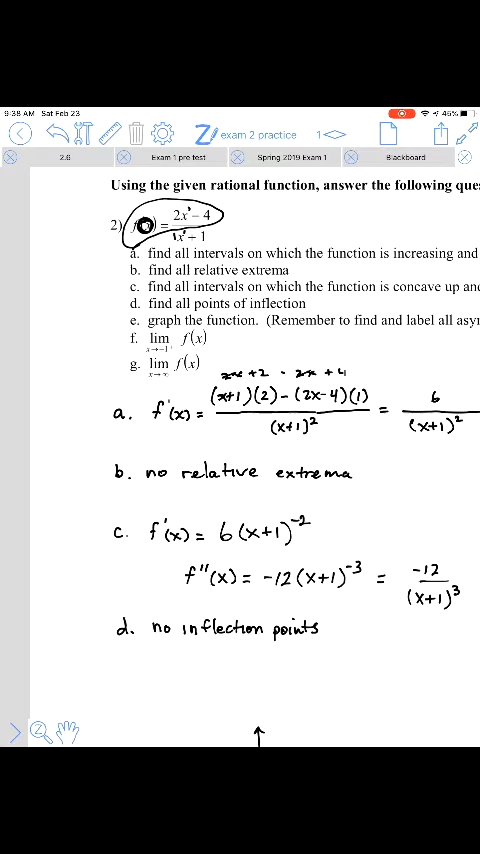 9:38 AM Sat Feb 23 46%
exam 2 practice 1
2.6 Exam 1 pre test Spring 2019 Exam 1 Blackboard
Using the given rational function, answer the following que
2) = 2x - 4
1x + 1
a. find all intervals on which the function is increasing and
b. find all relative extrema
c. find all intervals on which the function is concave up an
d. find all points of inflection
e. graph the function. (Remember to find and label all asy
f. lim f(x)
x→-1⁺
g. lim f(x)
x→∞
2x + 2 - 2x + 4
a. f'(x) = (x+1)(2) - (2x-4)(1) = 6
(x+1)² (x+1)²
b. no relative extrema
c. f'(x) = 6(x+1)⁻²
f"(x) = -12(x+1)⁻³ = -12
(x+1)³
d. no inflection points